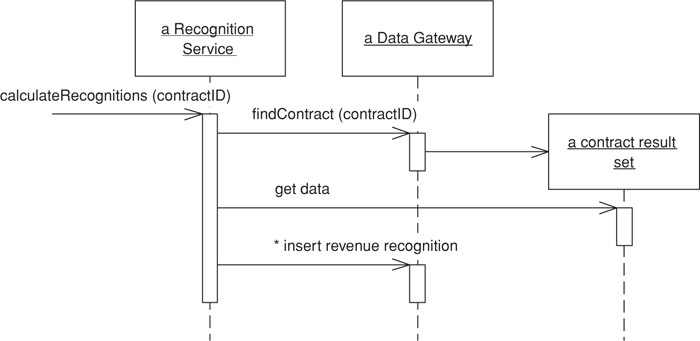 a Recognition
Service
a Data Gateway
calculateRecognitions (contractID)
findContract (contractID)
a contract result
set
get data
* insert revenue recognition